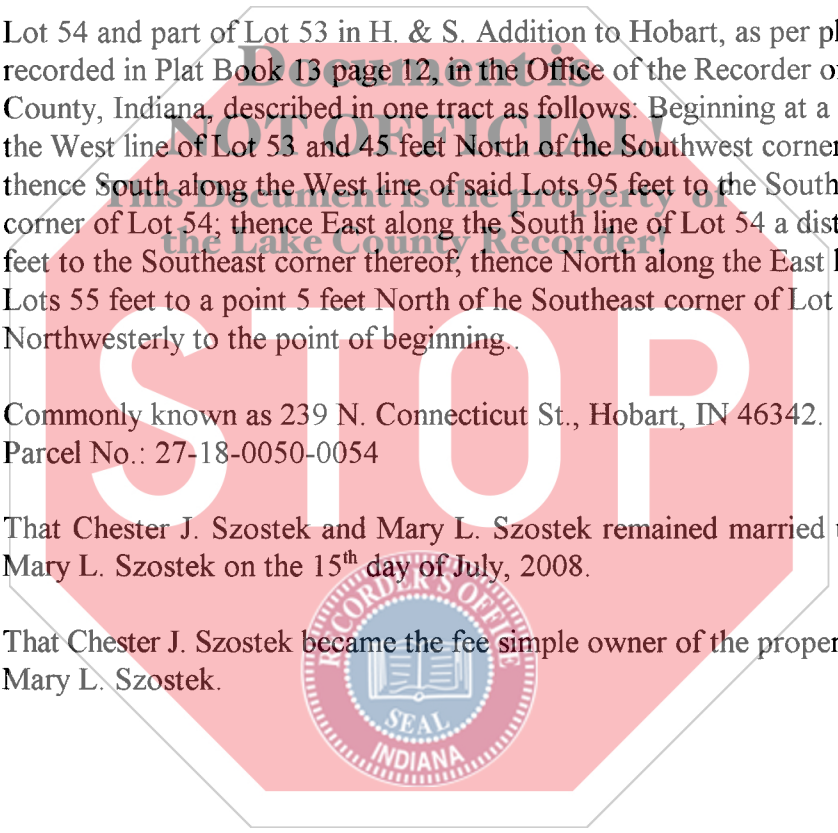 Lot 54 and part of Lot 53 in H. & S. Addition to Hobart, as per pl
recorded in Plat Book 13 page 12, in the Office of the Recorder o
County, Indiana, described in one tract as follows: Beginning at a
the West line of Lot 53 and 45 feet North of the Southwest corner
thence South along the West line of said Lots 95 feet to the South
corner of Lot 54; thence East along the South line of Lot 54 a dist
feet to the Southeast corner thereof; thence North along the East l
Lots 55 feet to a point 5 feet North of he Southeast corner of Lot
Northwesterly to the point of beginning..
Commonly known as 239 N. Connecticut St., Hobart, IN 46342.
Parcel No.: 27-18-0050-0054
That Chester J. Szostek and Mary L. Szostek remained married
Mary L. Szostek on the 15th day of July, 2008.
That Chester J. Szostek became the fee simple owner of the proper
Mary L. Szostek.
Document is
NOT OFFICIAL!
This Document is the property of
the Lake County Recorder!
STOP
RECORDER'S OFFICE
SEAL
INDIANA